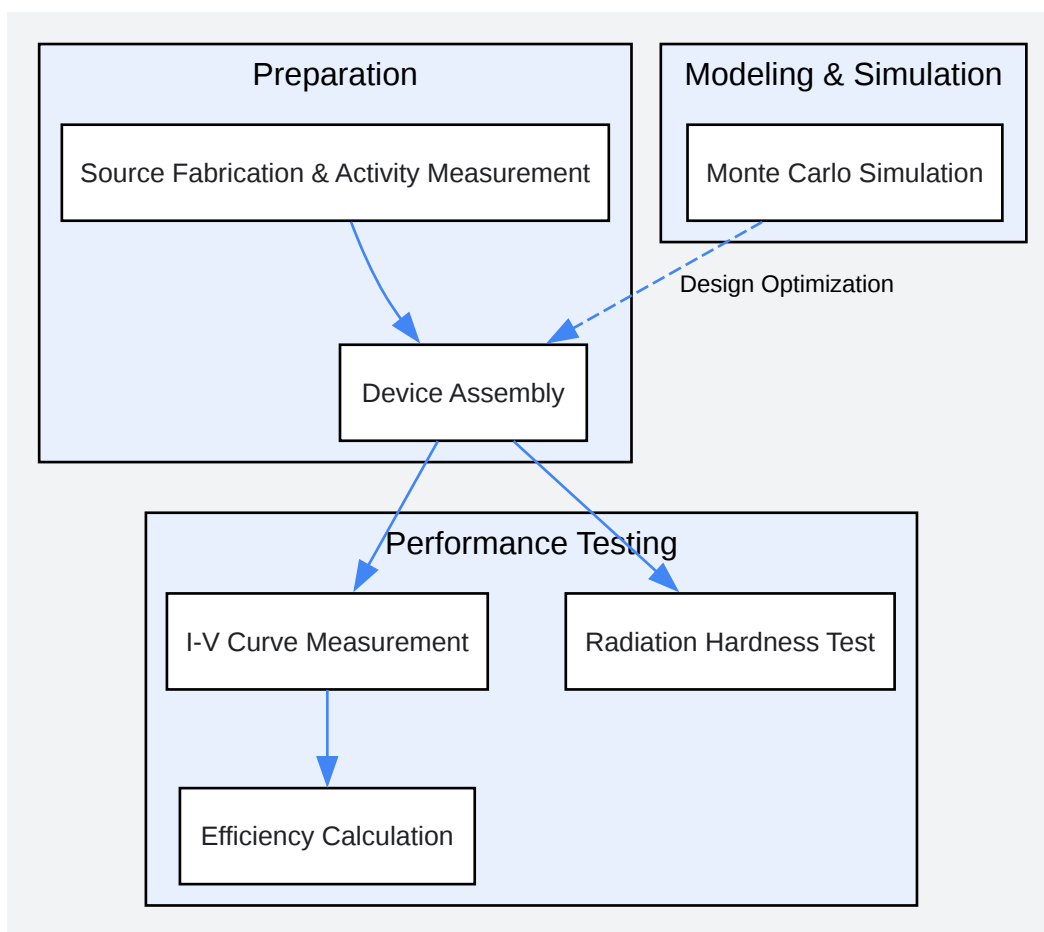 Preparation
Modeling & Simulation
Source Fabrication & Activity Measurement
Monte Carlo Simulation
Design Optimization
Device Assembly
Performance Testing
I-V Curve Measurement
Radiation Hardness Test
Efficiency Calculation